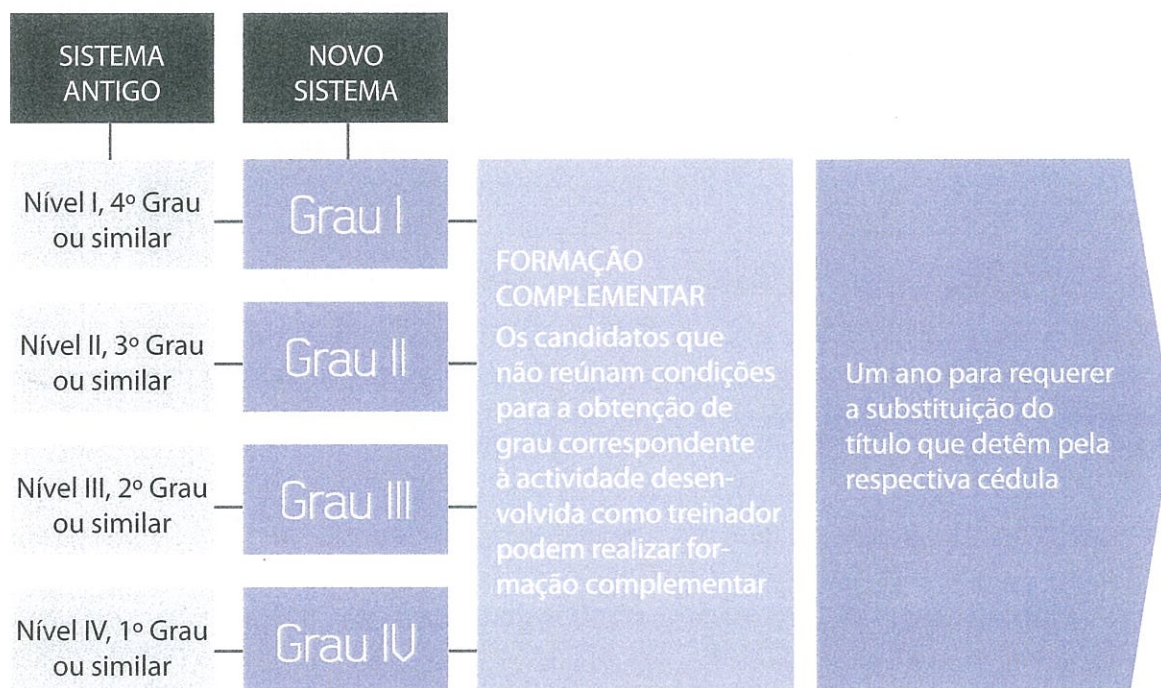 SISTEMA
ANTIGO
NOVO
SISTEMA
Nível I, 4º Grau
ou similar
Grau I
Nível II, 3º Grau
ou similar
Grau II
Nível III, 2º Grau
ou similar
Grau III
Nível IV, 1º Grau
ou similar
Grau IV
FORMAÇÃO
COMPLEMENTAR
Os candidatos que
não reúnam condições
para a obtenção de
grau correspondente
à actividade desen-
volvida como treinador
podem realizar for-
mação complementar
Um ano para requerer
a substituição do
título que detêm pela
respectiva cédula